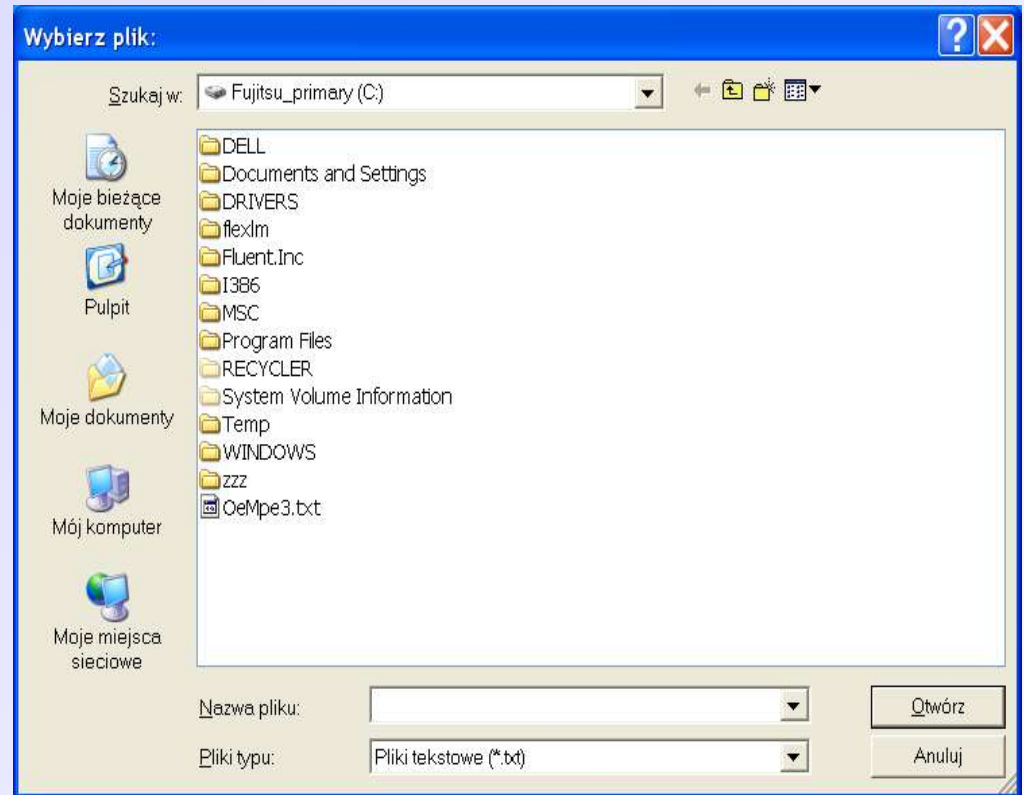 Wybierz plik:
Szukaj w:
Fujitsu_primary (C:)
Moje bieżące
dokumenty
Pulpit
Moje dokumenty
Mój komputer
Moje miejsca
sieciowe
DELL
Documents and Settings
DRIVERS
flexlm
Fluent.Inc
I386
MSC
Program Files
RECYCLER
System Volume Information
Temp
WINDOWS
zzz
OeMpe3.txt
Nazwa pliku:
Otwórz
Pliki typu:
Pliki tekstowe (*.txt)
Anuluj